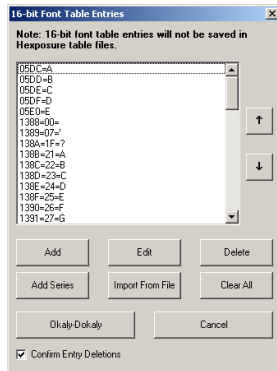 16-bit Font Table Entries
Note: 16-bit font table entries will not be saved in
Hexposure table files.
05DC=A
05DD=B
05DE=C
05DF=D
05E0=E
1388=00=
1389=07='
138A=1F=?
138B=21=A
138C=22=B
138D=23=C
138E=24=D
138F=25=E
1390=26=F
1391=27=G
Add
Edit
Delete
Add Series
Import From File
Clear All
Okaly-Dokaly
Cancel
Confirm Entry Deletions